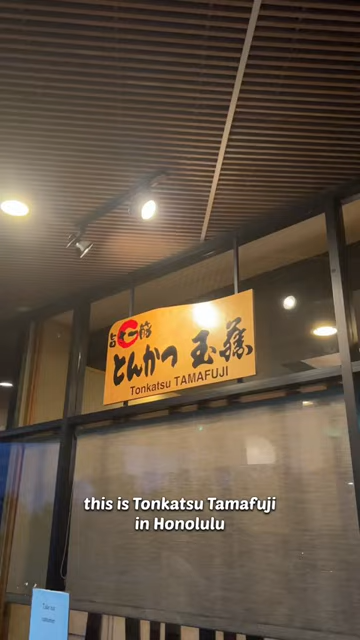 とんかつ 玉藤
Tonkatsu TAMAFUJI
this is Tonkatsu Tamafuji
in Honolulu